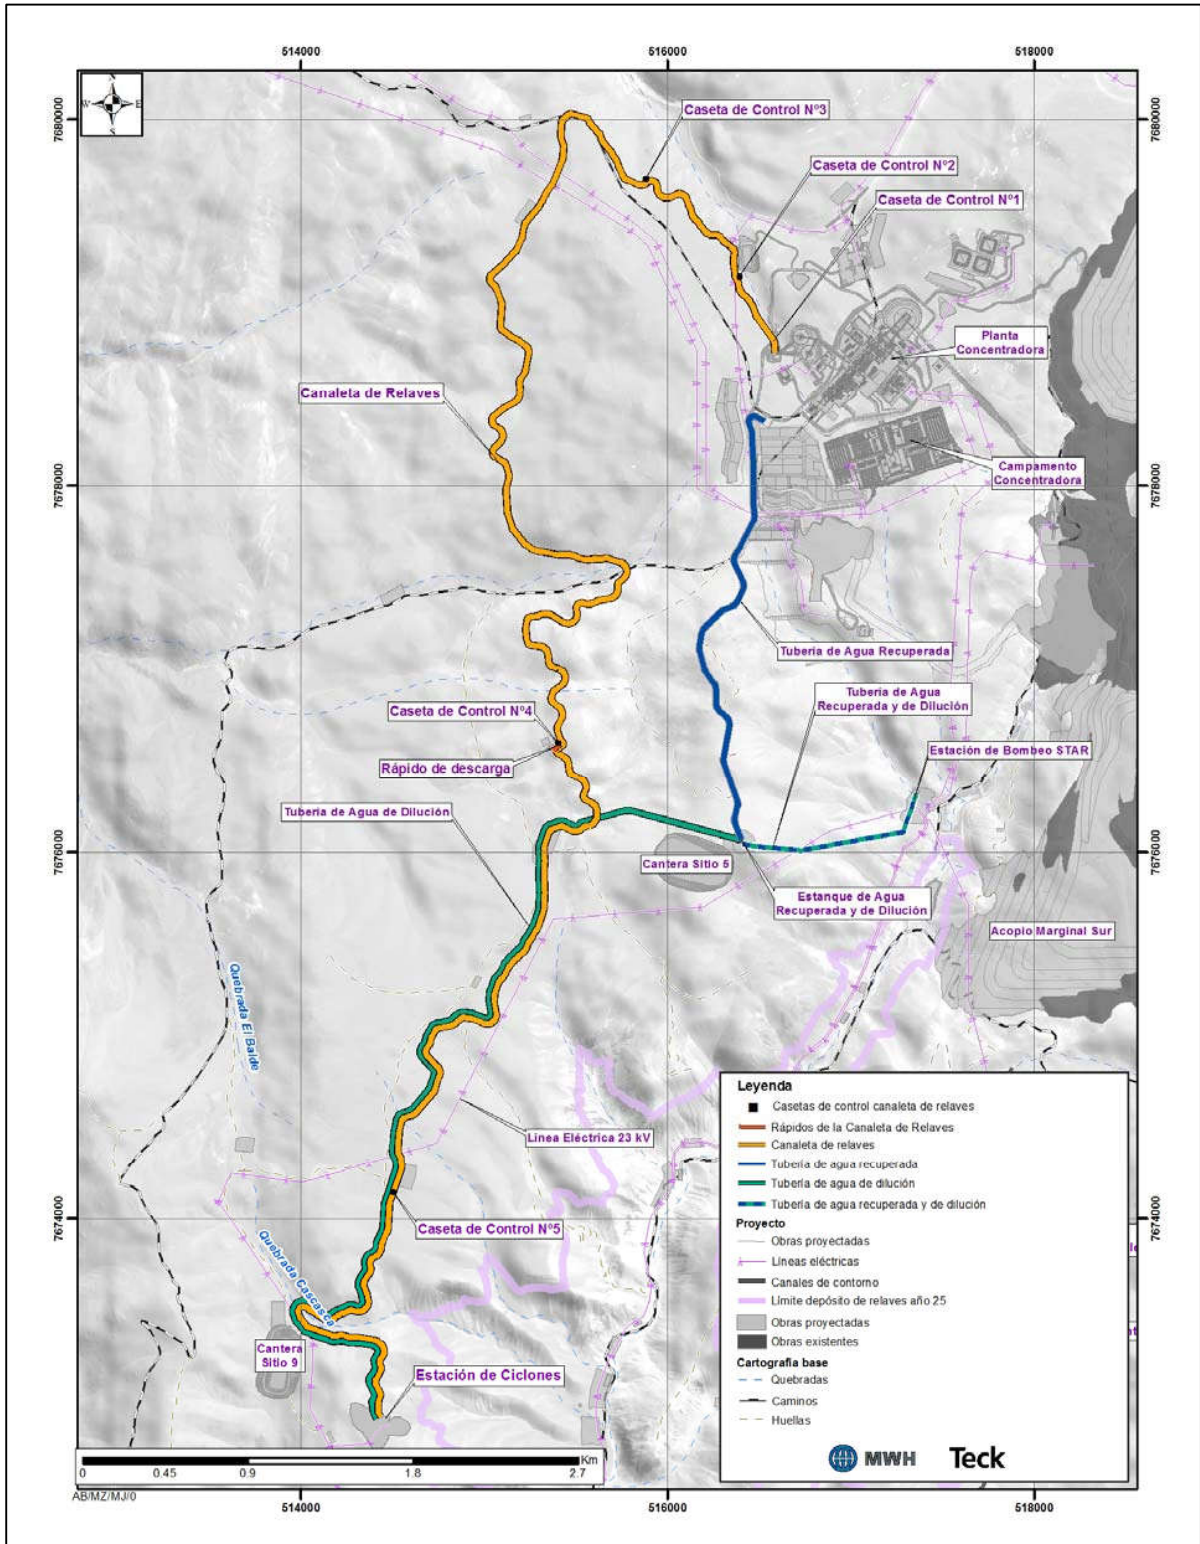 514000
516000
518000
N
W
E
S
7680000
7680000
Caseta de Control Nº3
Caseta de Control Nº2
Caseta de Control Nº1
Planta
Concentradora
Canaleta de Relaves
Campamento
Concentradora
7678000
7678000
Tubería de Agua Recuperada
Tubería de Agua
Recuperada y de Dilución
Caseta de Control Nº4
Estación de Bombeo STAR
Rápido de descarga
Tubería de Agua de Dilución
7676000
7676000
Cantera Sitio 5
Estanque de Agua
Recuperada y de Dilución
Acopio Marginal Sur
Quebrada El Balde
Línea Eléctrica 23 kV
7674000
7674000
Caseta de Control Nº5
Quebrada Cascasca
Cantera
Sitio 9
Estación de Ciclones
Leyenda
Casetas de control canaleta de relaves
Rápidos de la Canaleta de Relaves
Canaleta de relaves
Tubería de agua recuperada
Tubería de agua de dilución
Tubería de agua recuperada y de dilución
Proyecto
Obras proyectadas
Líneas eléctricas
Canales de contorno
Límite depósito de relaves año 25
Obras proyectadas
Obras existentes
Cartografía base
Quebradas
Caminos
Huellas
MWH
Teck
0
0.45
0.9
1.8
2.7
Km
AB/MZ/MJ/0
514000
516000
518000